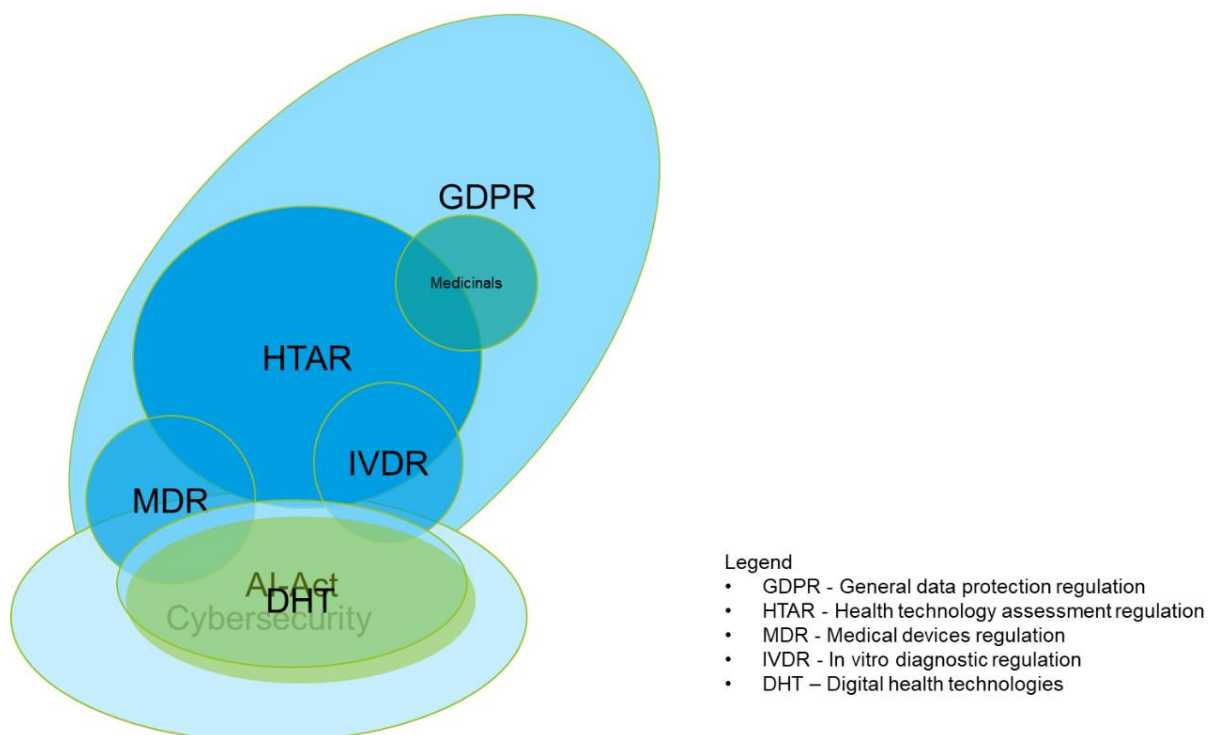 GDPR
Medicinals
HTAR
IVDR
MDR
AI-Act
DHT
Cybersecurity
Legend
• GDPR - General data protection regulation
• HTAR - Health technology assessment regulation
• MDR - Medical devices regulation
• IVDR - In vitro diagnostic regulation
• DHT – Digital health technologies